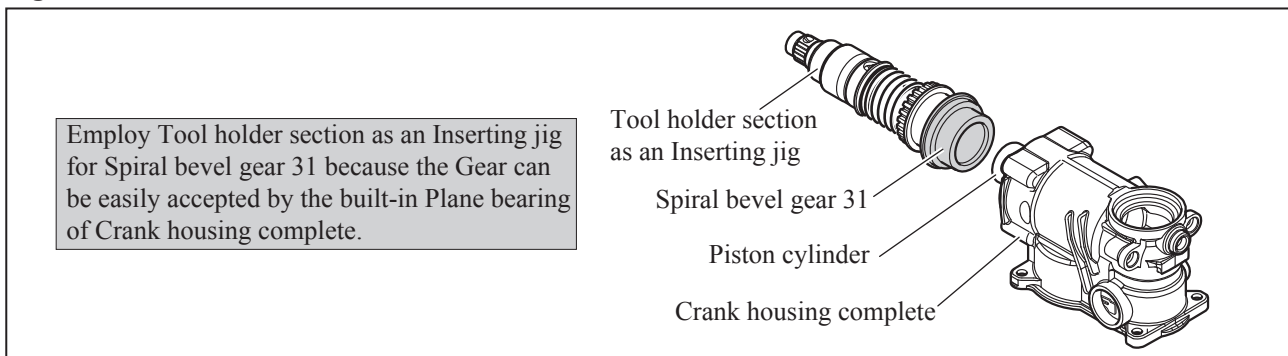 Employ Tool holder section as an Inserting jig
for Spiral bevel gear 31 because the Gear can
be easily accepted by the built-in Plane bearing
of Crank housing complete.
Tool holder section
as an Inserting jig
Spiral bevel gear 31
Piston cylinder
Crank housing complete